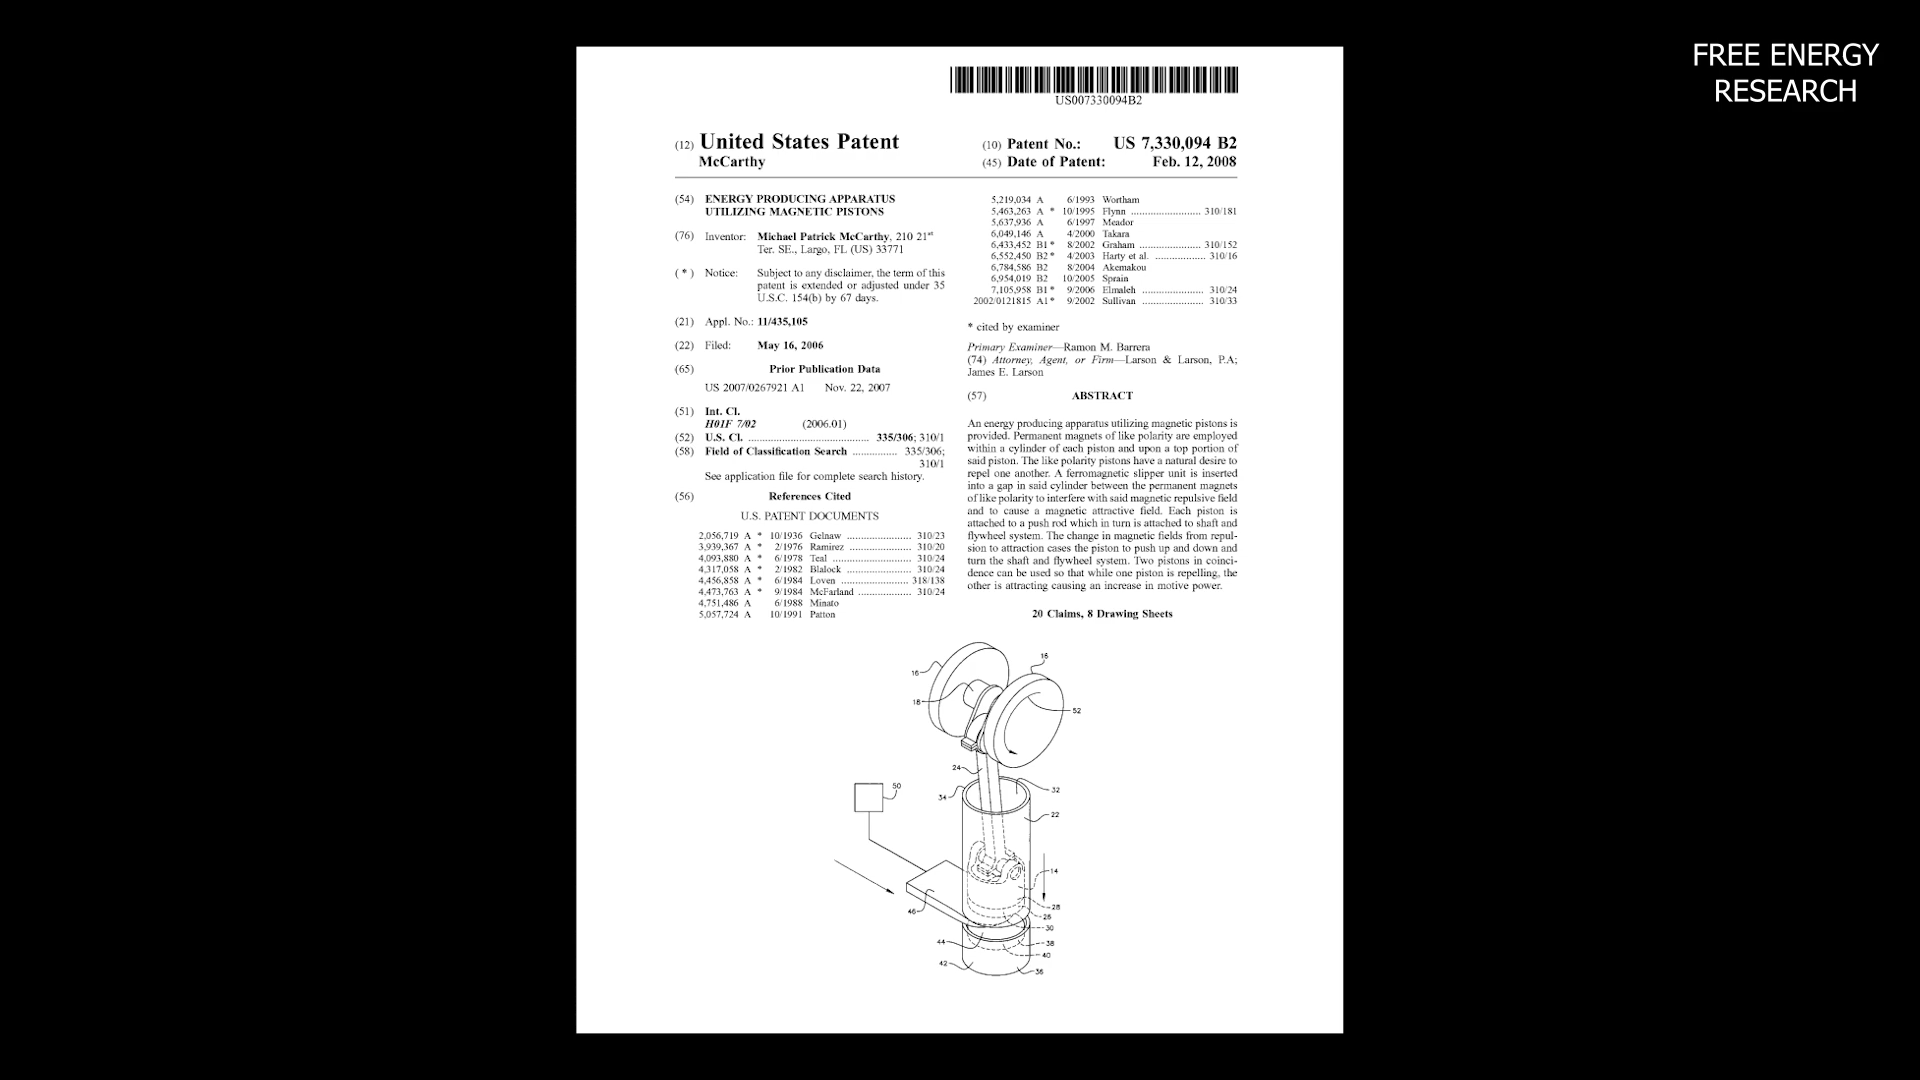 FREE ENERGY
RESEARCH
US007330094B2
(12) United States Patent
McCarthy
(10) Patent No.: US 7,330,094 B2
(45) Date of Patent: Feb. 12, 2008
(54) ENERGY PRODUCING APPARATUS
UTILIZING MAGNETIC PISTONS
(76) Inventor: Michael Patrick McCarthy, 210 21st
Ter. SE., Largo, FL (US) 33771
( * ) Notice: Subject to any disclaimer, the term of this
patent is extended or adjusted under 35
U.S.C. 154(b) by 67 days.
(21) Appl. No.: 11/435,105
(22) Filed: May 16, 2006
(65) Prior Publication Data
US 2007/0267921 A1 Nov. 22, 2007
(51) Int. Cl.
H01F 7/02 (2006.01)
(52) U.S. Cl. ........................................ 335/306; 310/1
(58) Field of Classification Search ............... 335/306;
310/1
See application file for complete search history.
(56) References Cited
U.S. PATENT DOCUMENTS
2,056,719 A * 10/1936 Gelnaw ...................... 310/23
3,939,367 A * 2/1976 Ramirez ..................... 310/20
4,093,880 A * 6/1978 Teal .......................... 310/24
4,317,058 A * 2/1982 Blalock ...................... 310/24
4,456,858 A * 6/1984 Loven ....................... 318/138
4,473,763 A * 9/1984 McFarland .................. 310/24
4,751,486 A 6/1988 Minato
5,057,724 A 10/1991 Patton
5,219,034 A 6/1993 Wortham
5,463,263 A * 10/1995 Flynn ........................ 310/181
5,637,936 A 6/1997 Meador
6,049,146 A 4/2000 Takara
6,433,452 B1 * 8/2002 Graham ..................... 310/152
6,552,450 B2 * 4/2003 Harty et al. ................. 310/16
6,784,586 B2 8/2004 Akemakou
6,954,019 B2 10/2005 Sprain
7,105,958 B1 * 9/2006 Elmaleh ..................... 310/24
2002/0121815 A1 * 9/2002 Sullivan ..................... 310/33
* cited by examiner
Primary Examiner—Ramon M. Barrera
(74) Attorney, Agent, or Firm—Larson & Larson, P.A;
James E. Larson
(57) ABSTRACT
An energy producing apparatus utilizing magnetic pistons is
provided. Permanent magnets of like polarity are employed
within a cylinder of each piston and upon a top portion of
said piston. The like polarity pistons have a natural desire to
repel one another. A ferromagnetic slipper unit is inserted
into a gap in said cylinder between the permanent magnets
of like polarity to interfere with said magnetic repulsive field
and to cause a magnetic attractive field. Each piston is
attached to a push rod which in turn is attached to shaft and
flywheel system. The change in magnetic fields from repul-
sion to attraction cases the piston to push up and down and
turn the shaft and flywheel system. Two pistons in coinci-
dence can be used so that while one piston is repelling, the
other is attracting causing an increase in motive power.
20 Claims, 8 Drawing Sheets
16
16
18
52
24
50
32
34
22
14
46
28
26
30
44
38
40
42
36